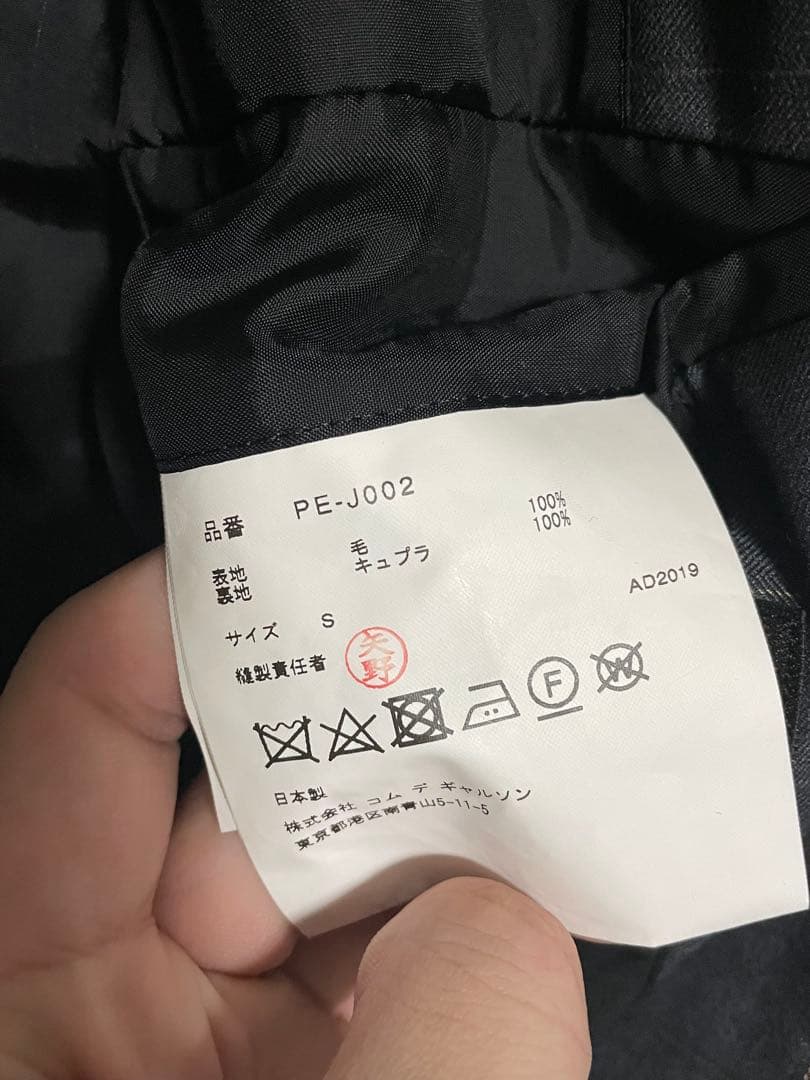 品番 PE-J002
表地 毛 100%
裏地 キュプラ 100%
AD2019
サイズ S
縫製責任者 矢野
F W
日本製
株式会社 コム デ ギャルソン
東京都港区南青山5-11-5